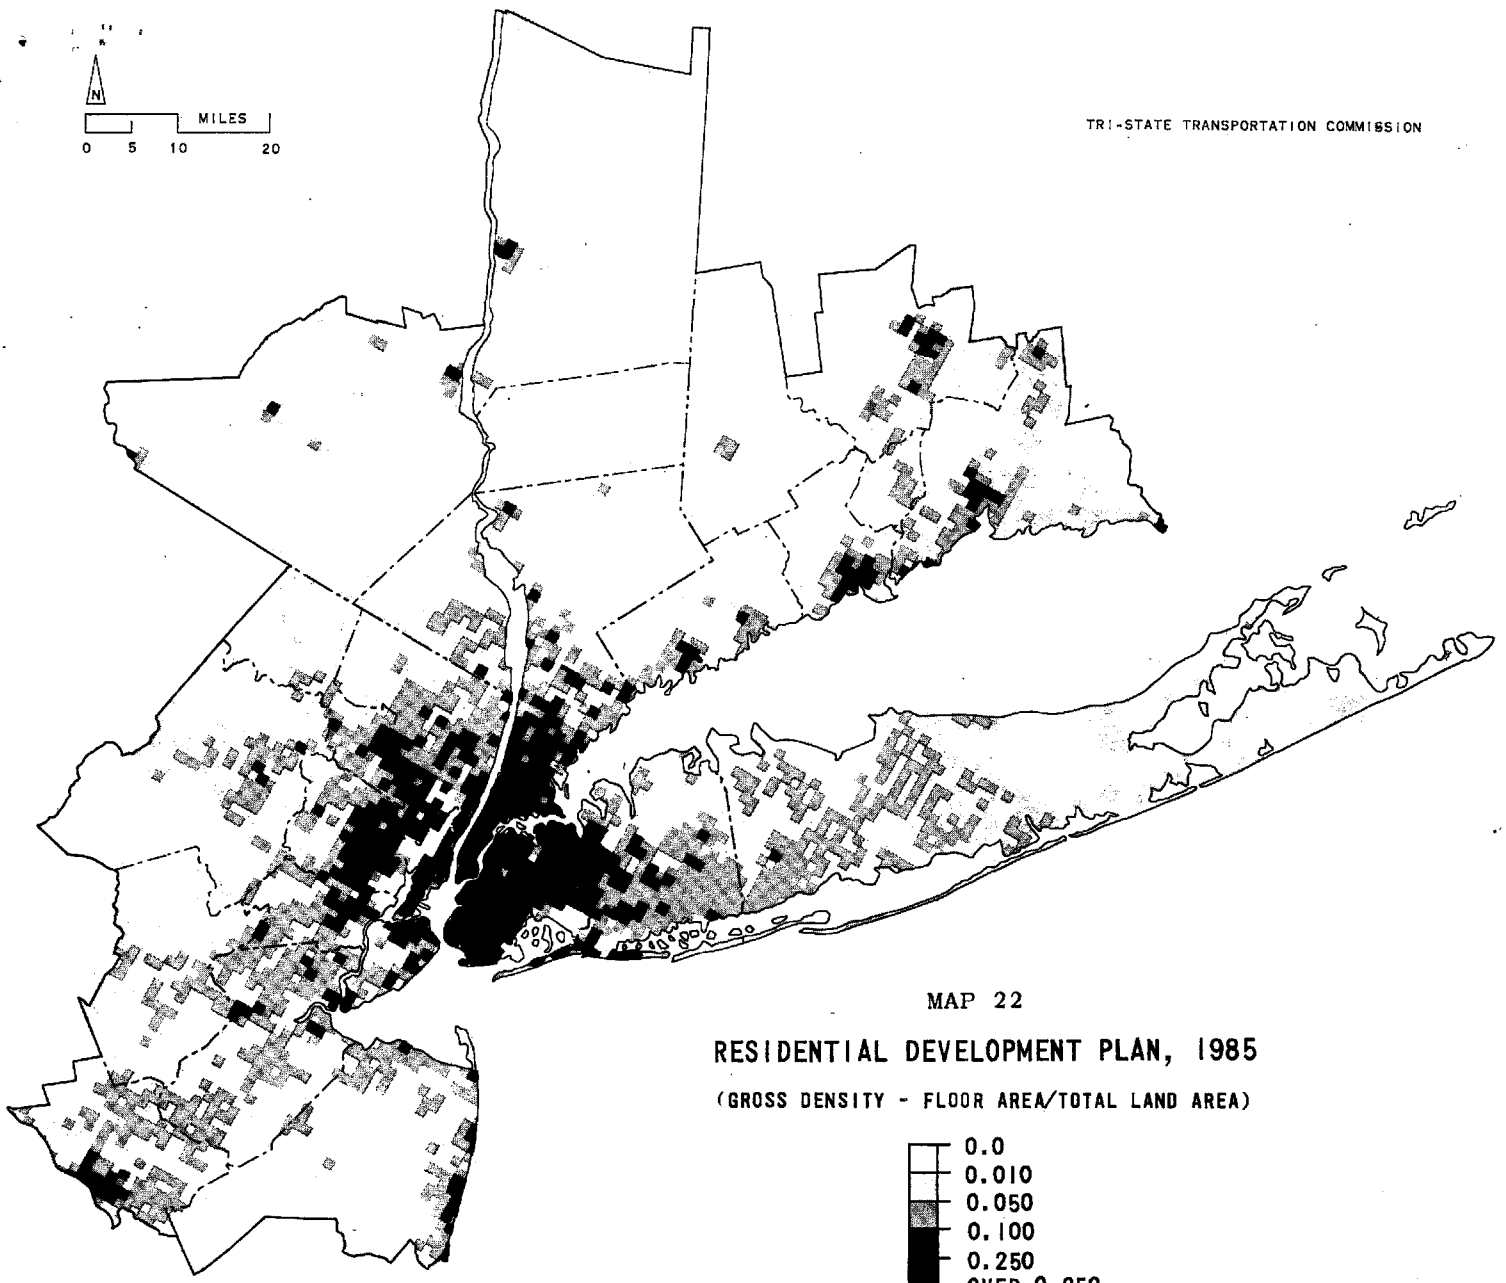 N
MILES
0 5 10 20
TRI-STATE TRANSPORTATION COMMISSION
MAP 22
RESIDENTIAL DEVELOPMENT PLAN, 1985
(GROSS DENSITY - FLOOR AREA/TOTAL LAND AREA)
0.0
0.010
0.050
0.100
0.250